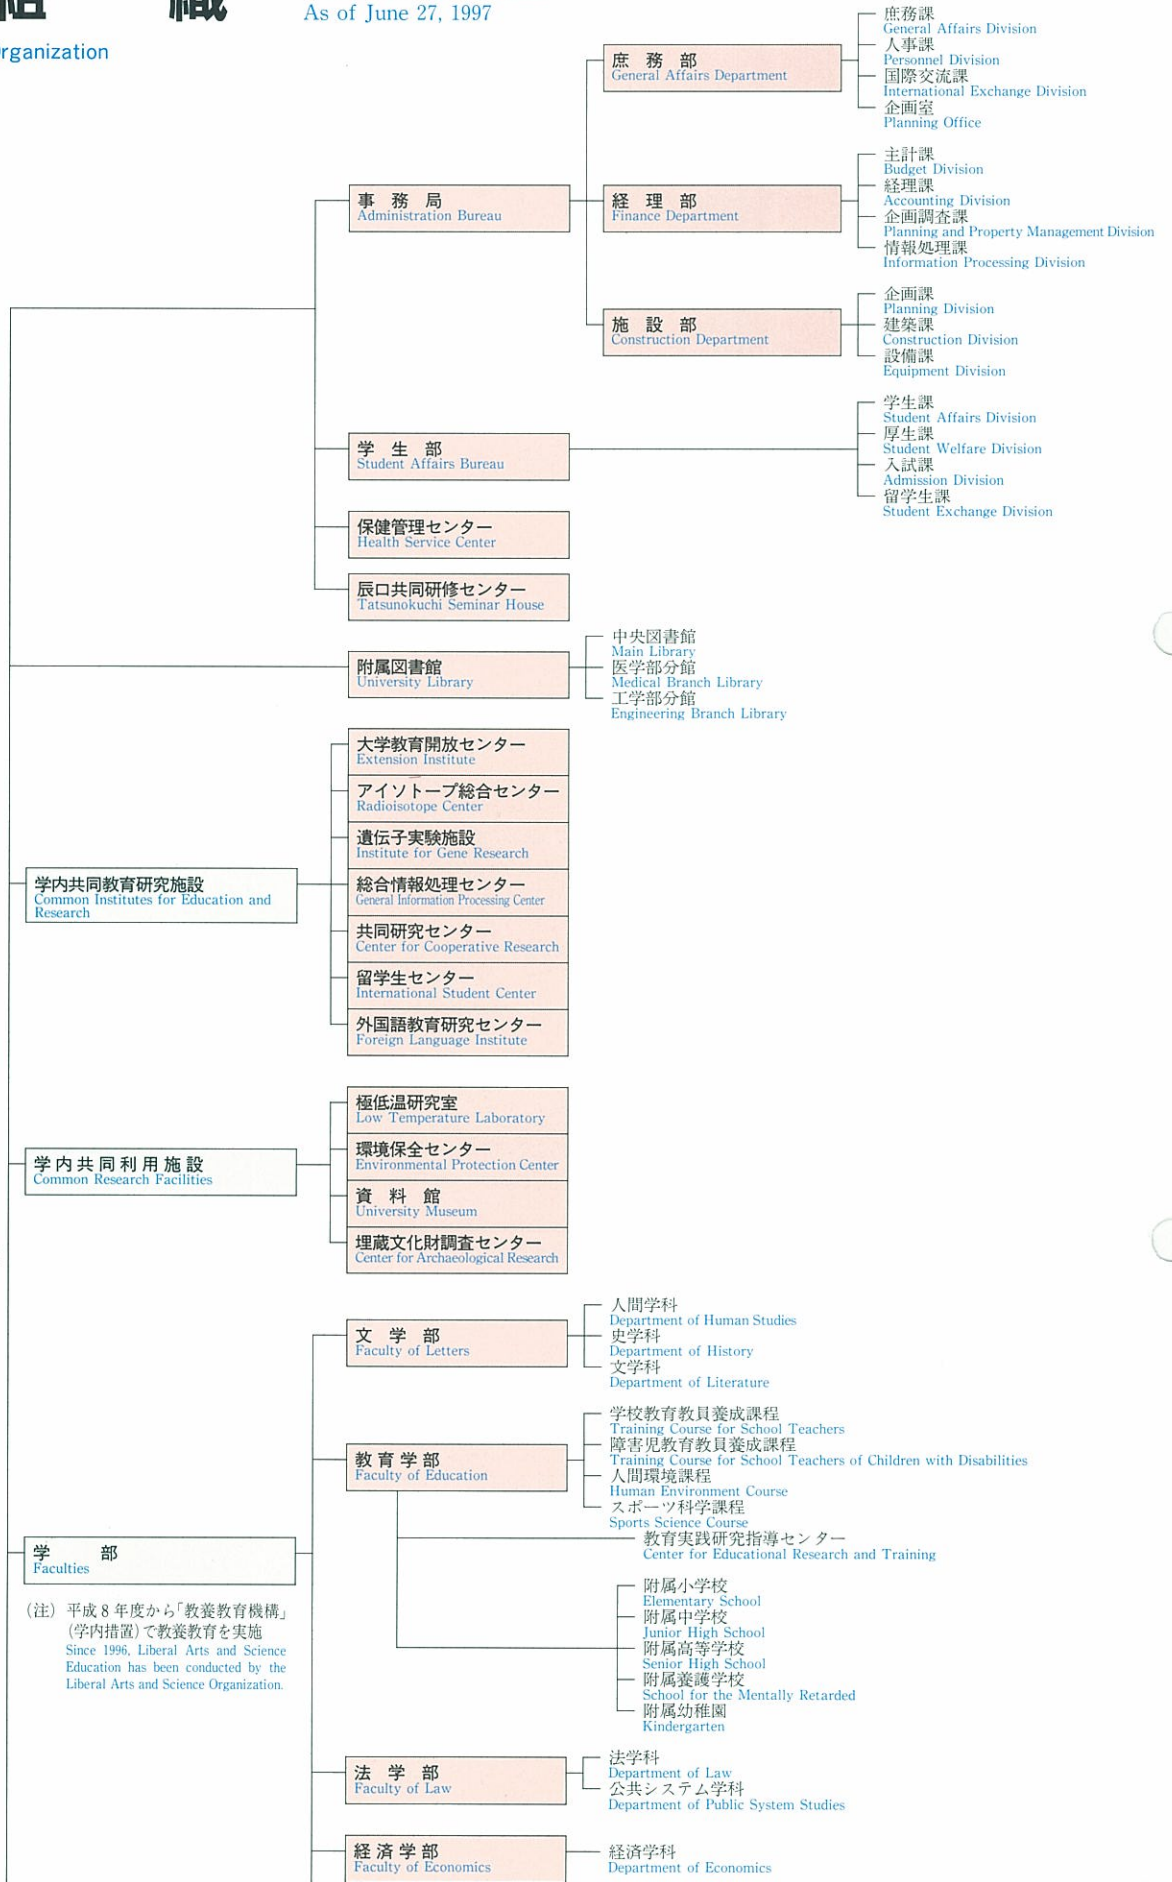 組 織
As of June 27, 1997
rganization
庶務課
General Affairs Division
人事課
Personnel Division
国際交流課
International Exchange Division
企画室
Planning Office
庶務部
General Affairs Department
主計課
Budget Division
経理課
Accounting Division
企画調査課
Planning and Property Management Division
情報処理課
Information Processing Division
事務局
Administration Bureau
経理部
Finance Department
企画課
Planning Division
建築課
Construction Division
設備課
Equipment Division
施設部
Construction Department
学生課
Student Affairs Division
厚生課
Student Welfare Division
入試課
Admission Division
留学生課
Student Exchange Division
学生部
Student Affairs Bureau
保健管理センター
Health Service Center
辰口共同研修センター
Tatsunokuchi Seminar House
中央図書館
Main Library
医学部分館
Medical Branch Library
工学部分館
Engineering Branch Library
附属図書館
University Library
大学教育開放センター
Extension Institute
アイソトープ総合センター
Radioisotope Center
遺伝子実験施設
Institute for Gene Research
学内共同教育研究施設
Common Institutes for Education and
Research
総合情報処理センター
General Information Processing Center
共同研究センター
Center for Cooperative Research
留学生センター
International Student Center
外国語教育研究センター
Foreign Language Institute
極低温研究室
Low Temperature Laboratory
環境保全センター
Environmental Protection Center
学内共同利用施設
Common Research Facilities
資料館
University Museum
埋蔵文化財調査センター
Center for Archaeological Research
人間学科
Department of Human Studies
史学科
Department of History
文学科
Department of Literature
文学部
Faculty of Letters
学校教育教員養成課程
Training Course for School Teachers
障害児教育教員養成課程
Training Course for School Teachers of Children with Disabilities
人間環境課程
Human Environment Course
スポーツ科学課程
Sports Science Course
教育学部
Faculty of Education
教育実践研究指導センター
Center for Educational Research and Training
学部
Faculties
(注) 平成8年度から「教養教育機構」
(学内措置)で教養教育を実施
Since 1996, Liberal Arts and Science
Education has been conducted by the
Liberal Arts and Science Organization.
附属小学校
Elementary School
附属中学校
Junior High School
附属高等学校
Senior High School
附属養護学校
School for the Mentally Retarded
附属幼稚園
Kindergarten
法学部
Faculty of Law
法学科
Department of Law
公共システム学科
Department of Public System Studies
経済学部
Faculty of Economics
経済学科
Department of Economics